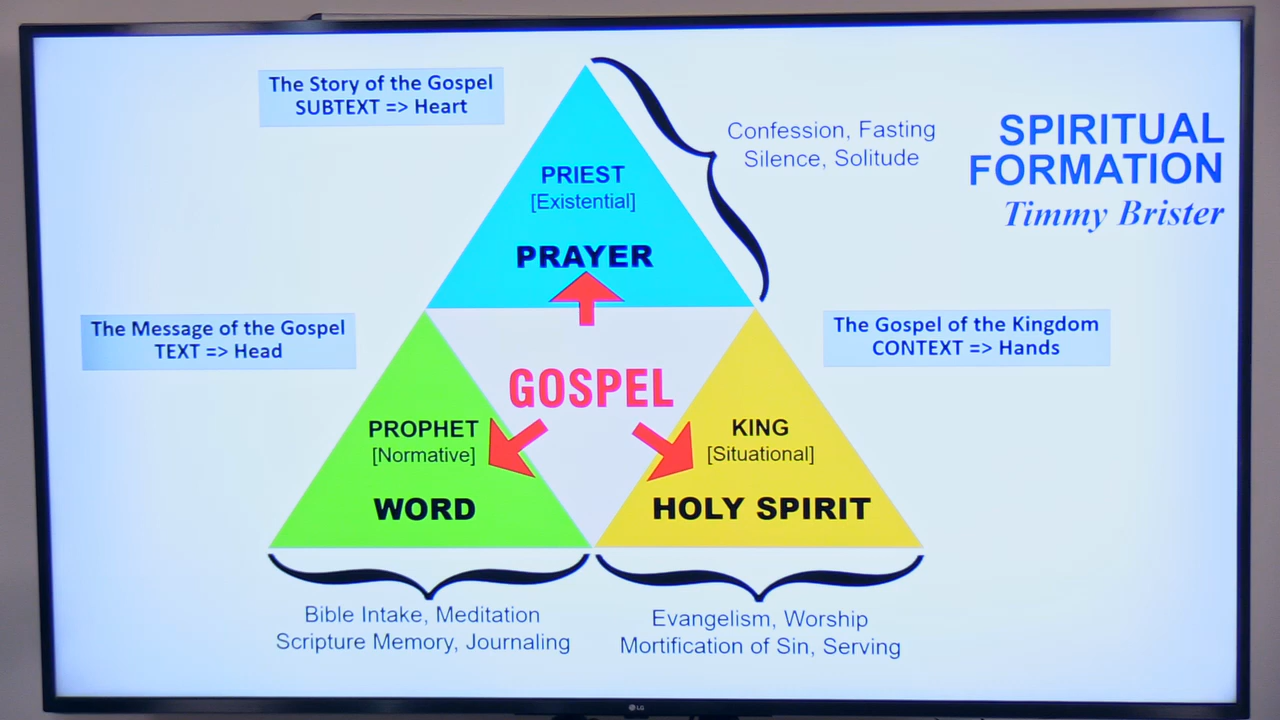 The Story of the Gospel
SUBTEXT => Heart
Confession, Fasting
Silence, Solitude
SPIRITUAL
FORMATION
Timmy Brister
PRIEST
[Existential]
PRAYER
The Message of the Gospel
TEXT => Head
The Gospel of the Kingdom
CONTEXT => Hands
GOSPEL
PROPHET
[Normative]
WORD
KING
[Situational]
HOLY SPIRIT
Bible Intake, Meditation
Scripture Memory, Journaling
Evangelism, Worship
Mortification of Sin, Serving
LG